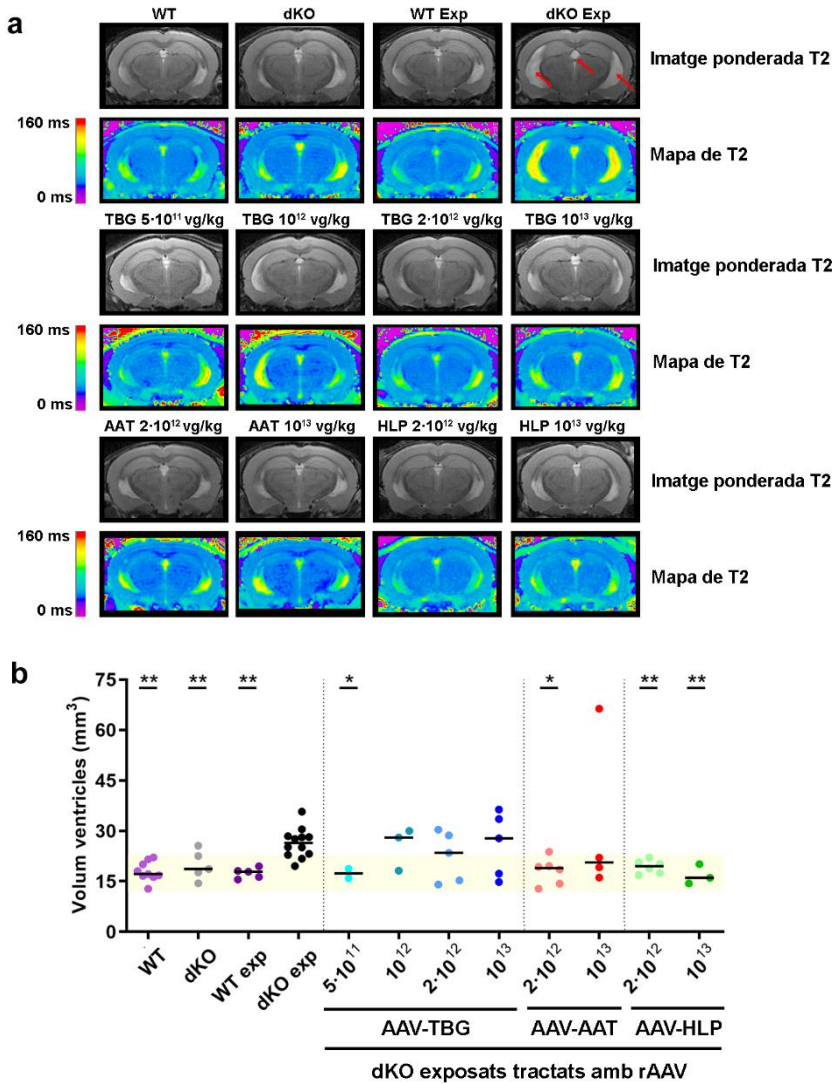 a
WT dKO WT Exp dKO Exp
Imatge ponderada T2
160 ms
Mapa de T2
0 ms
TBG 5·10¹¹ vg/kg TBG 10¹² vg/kg TBG 2·10¹² vg/kg TBG 10¹³ vg/kg
Imatge ponderada T2
160 ms
Mapa de T2
0 ms
AAT 2·10¹² vg/kg AAT 10¹³ vg/kg HLP 2·10¹² vg/kg HLP 10¹³ vg/kg
Imatge ponderada T2
160 ms
Mapa de T2
0 ms
b
Volum ventricles (mm³)
75
60
45
30
15
0
** ** ** * * ** **
WT dKO WT exp dKO exp 5·10¹¹ 10¹² 2·10¹² 10¹³ 2·10¹² 10¹³ 2·10¹² 10¹³
AAV-TBG AAV-AAT AAV-HLP
dKO exposats tractats amb rAAV